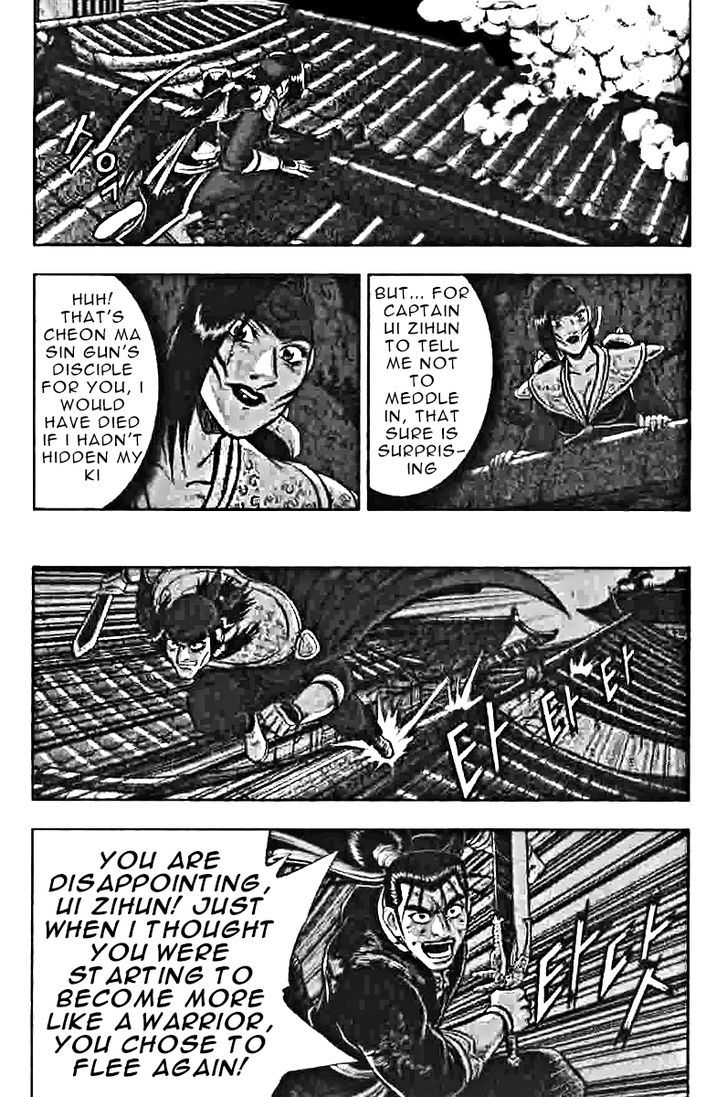 HUH!
THAT'S
CHEON MA
SIN GUN'S
DISCIPLE
FOR YOU, I
WOULD
HAVE DIED
IF I HADN'T
HIDDEN MY
KI
BUT... FOR
CAPTAIN
UI ZIHUN
TO TELL
ME NOT
TO
MEDDLE
IN, THAT
SURE IS
SURPRIS-
ING
타 타 타
YOU ARE
DISAPPOINTING,
UI ZIHUN! JUST
WHEN I THOUGHT
YOU WERE
STARTING TO
BECOME MORE
LIKE A WARRIOR,
YOU CHOSE TO
FLEE AGAIN!
타다닷